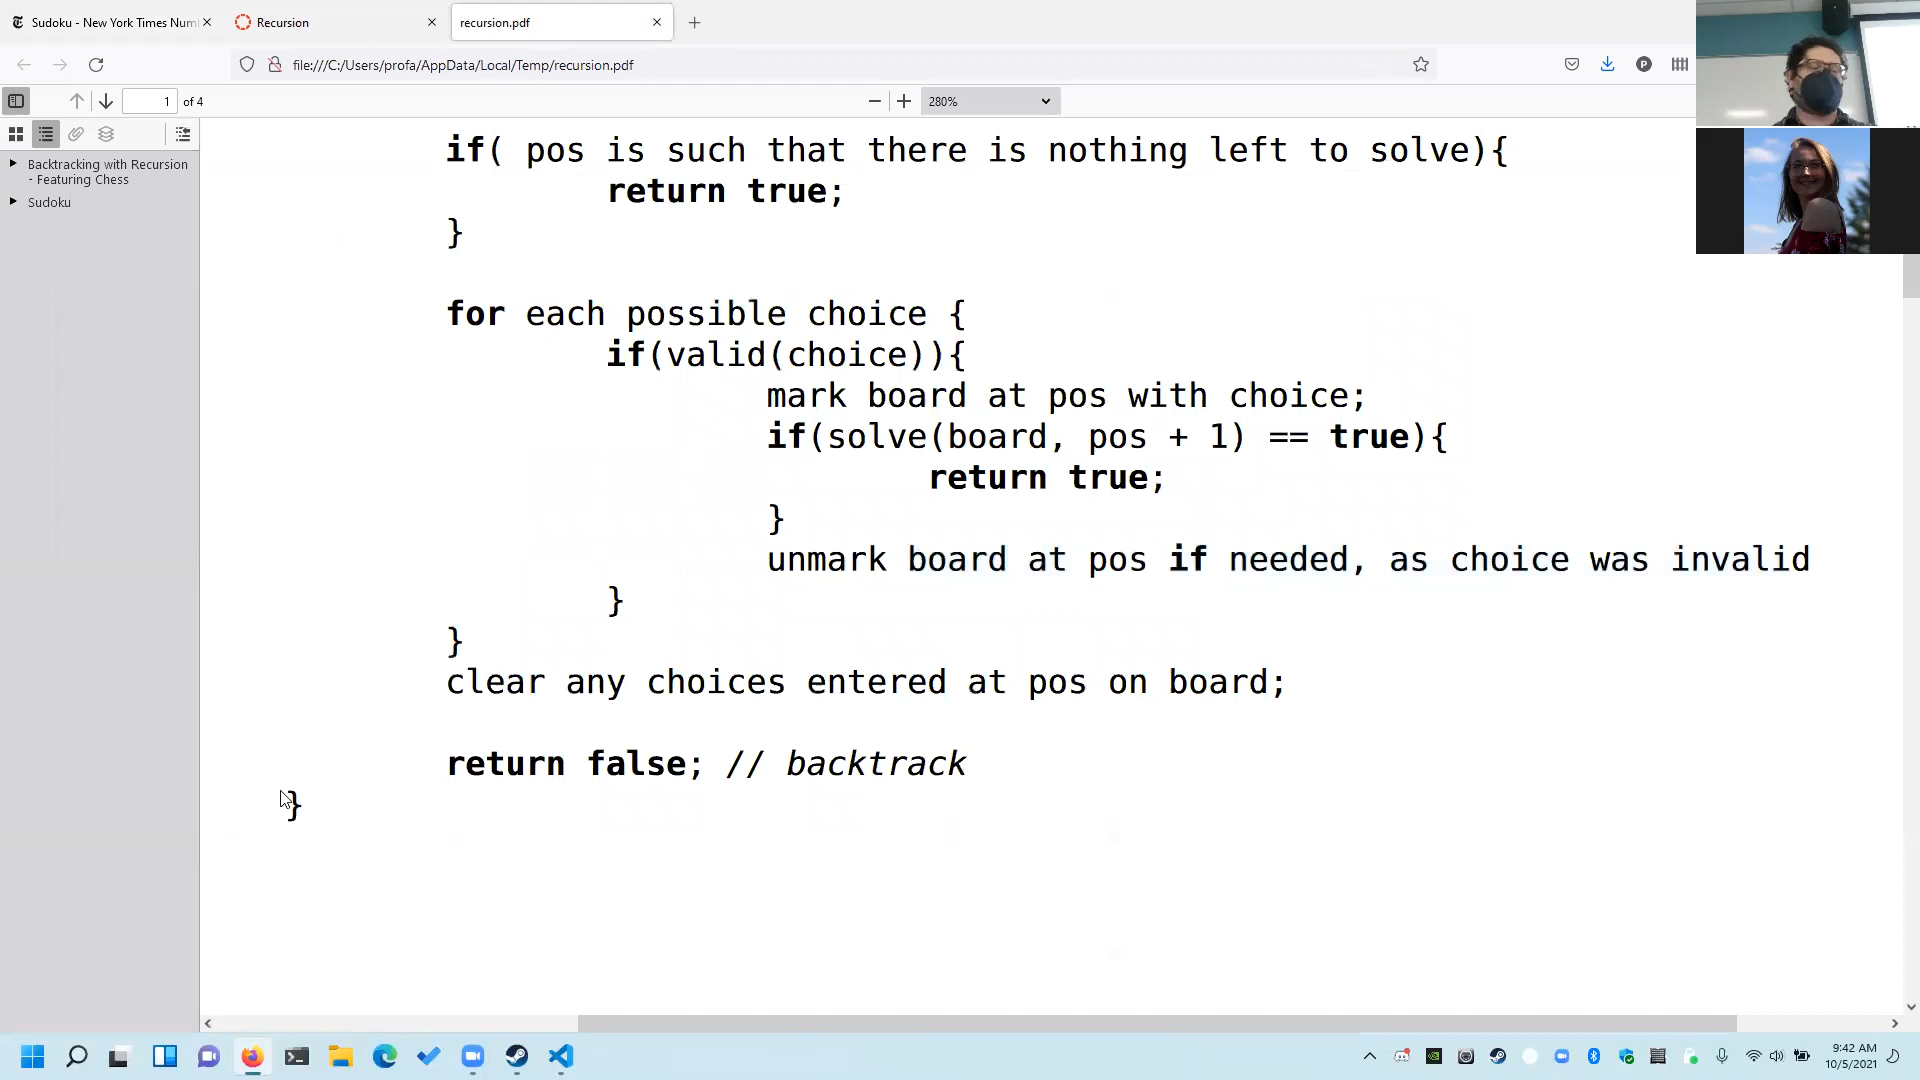 Sudoku - New York Times Num
Recursion
recursion.pdf
file:///C:/Users/profa/AppData/Local/Temp/recursion.pdf
1 of 4
280%
Backtracking with Recursion
- Featuring Chess
Sudoku
if( pos is such that there is nothing left to solve){
return true;
}
for each possible choice {
if(valid(choice)){
mark board at pos with choice;
if(solve(board, pos + 1) == true){
return true;
}
unmark board at pos if needed, as choice was invalid
}
}
clear any choices entered at pos on board;
return false; // backtrack
}
9:42 AM
10/5/2021